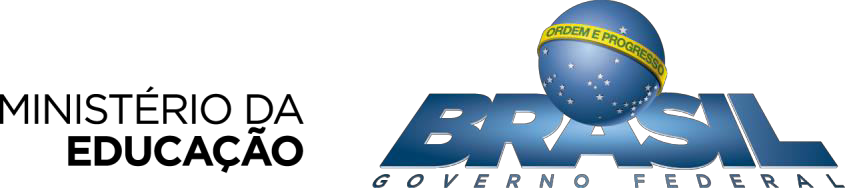 MINISTÉRIO DA
EDUCAÇÃO
ORDEM E PROGRESSO
BRASIL
GOVERNO FEDERAL